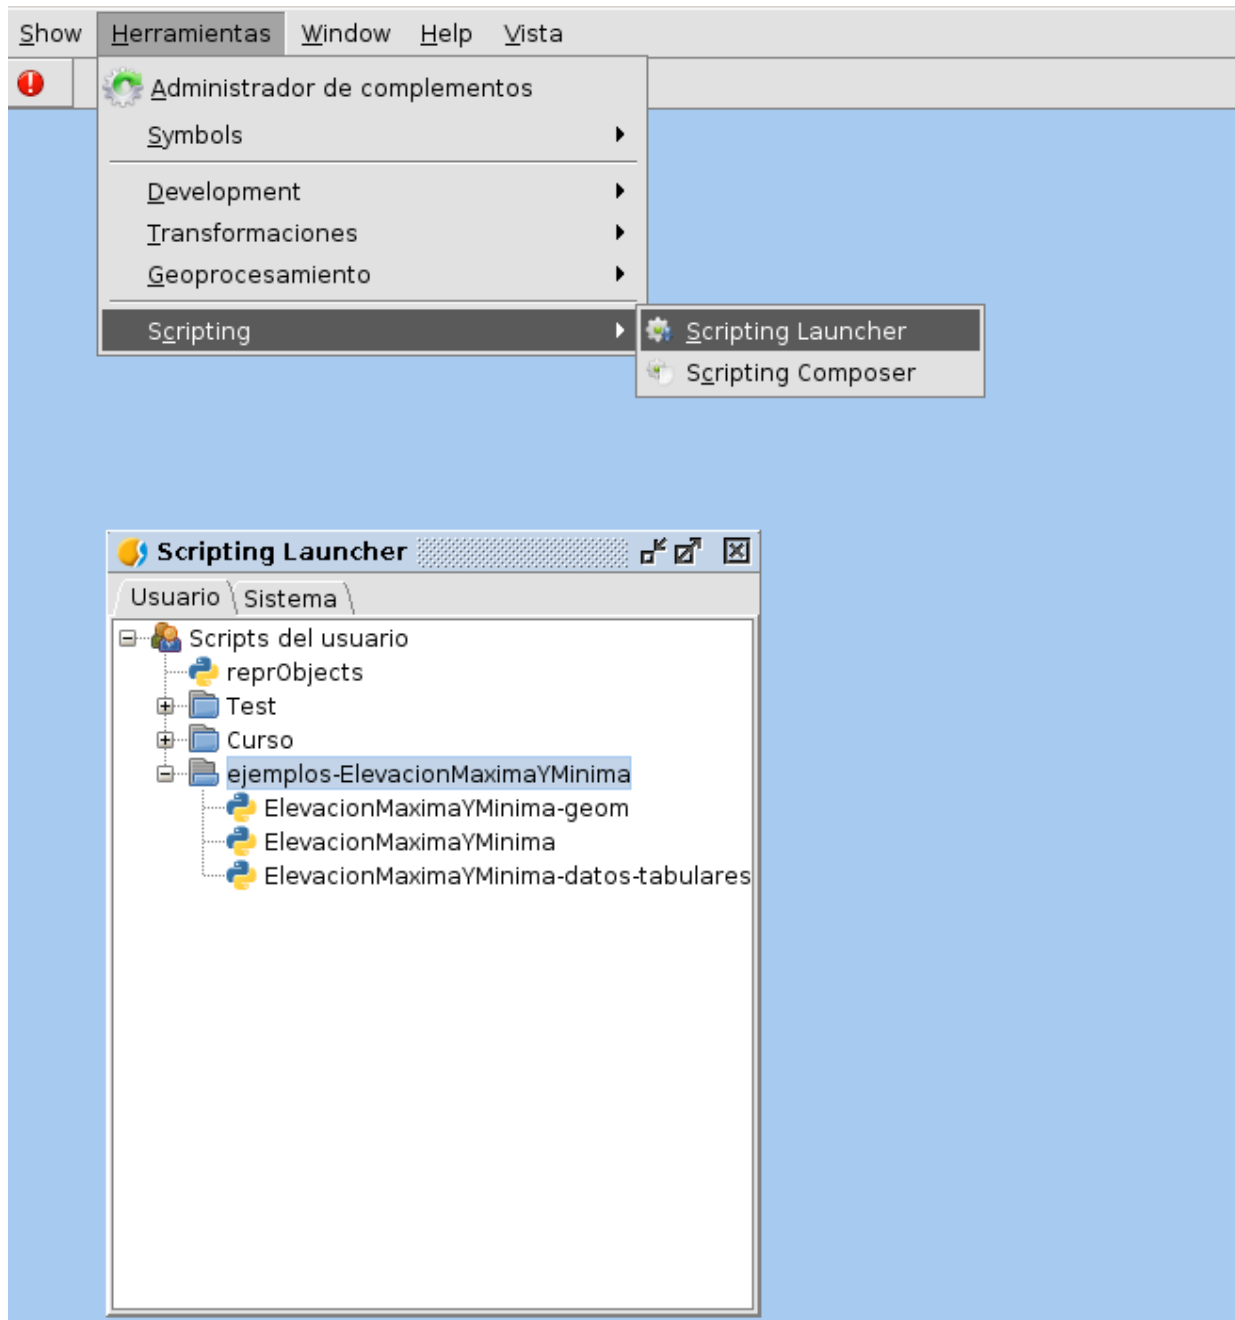 Show Herramientas Window Help Vista
Administrador de complementos
Symbols
Development
Transformaciones
Geoprocesamiento
Scripting
Scripting Launcher
Scripting Composer
Scripting Launcher
Usuario Sistema
Scripts del usuario
reprObjects
Test
Curso
ejemplos-ElevacionMaximaYMinima
ElevacionMaximaYMinima-geom
ElevacionMaximaYMinima
ElevacionMaximaYMinima-datos-tabulares